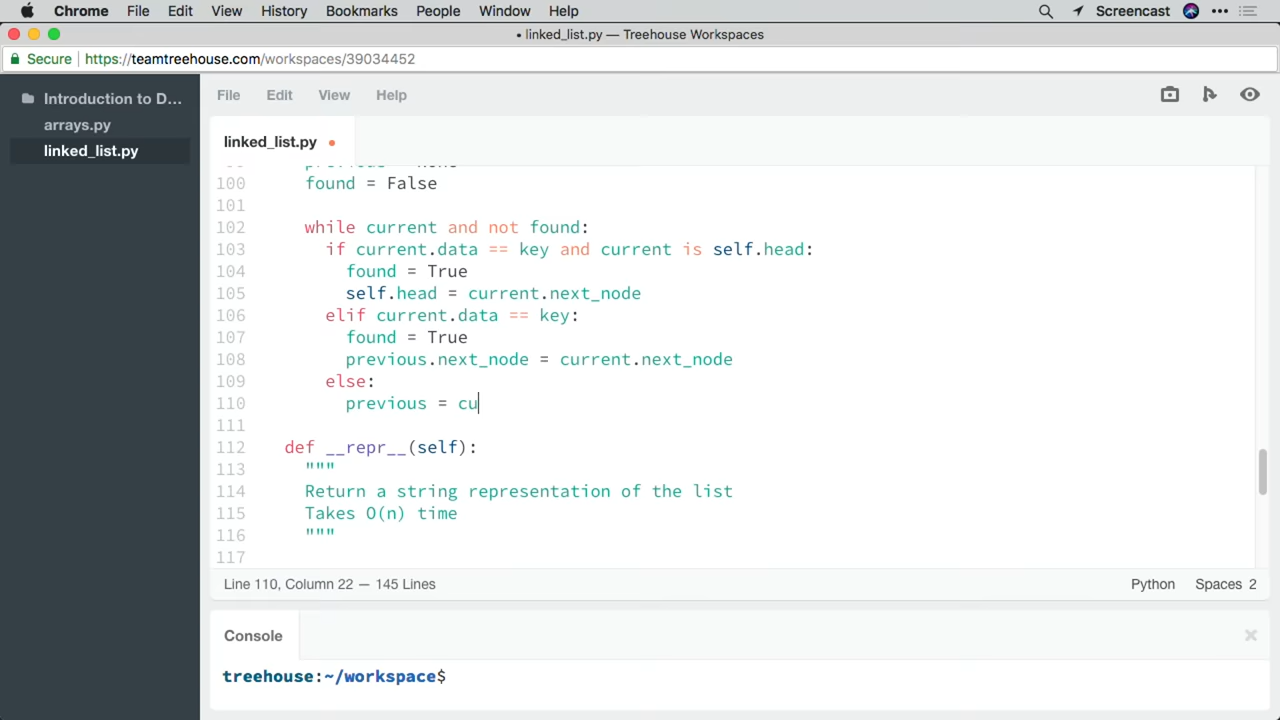 Chrome File Edit View History Bookmarks People Window Help Screencast
• linked_list.py — Treehouse Workspaces
Secure https://teamtreehouse.com/workspaces/39034452
Introduction to D...
arrays.py
linked_list.py
File Edit View Help
linked_list.py
100 found = False
101
102 while current and not found:
103 if current.data == key and current is self.head:
104 found = True
105 self.head = current.next_node
106 elif current.data == key:
107 found = True
108 previous.next_node = current.next_node
109 else:
110 previous = cu
111
112 def __repr__(self):
113 """
114 Return a string representation of the list
115 Takes O(n) time
116 """
117
Line 110, Column 22 — 145 Lines Python Spaces 2
Console
treehouse:~/workspace$